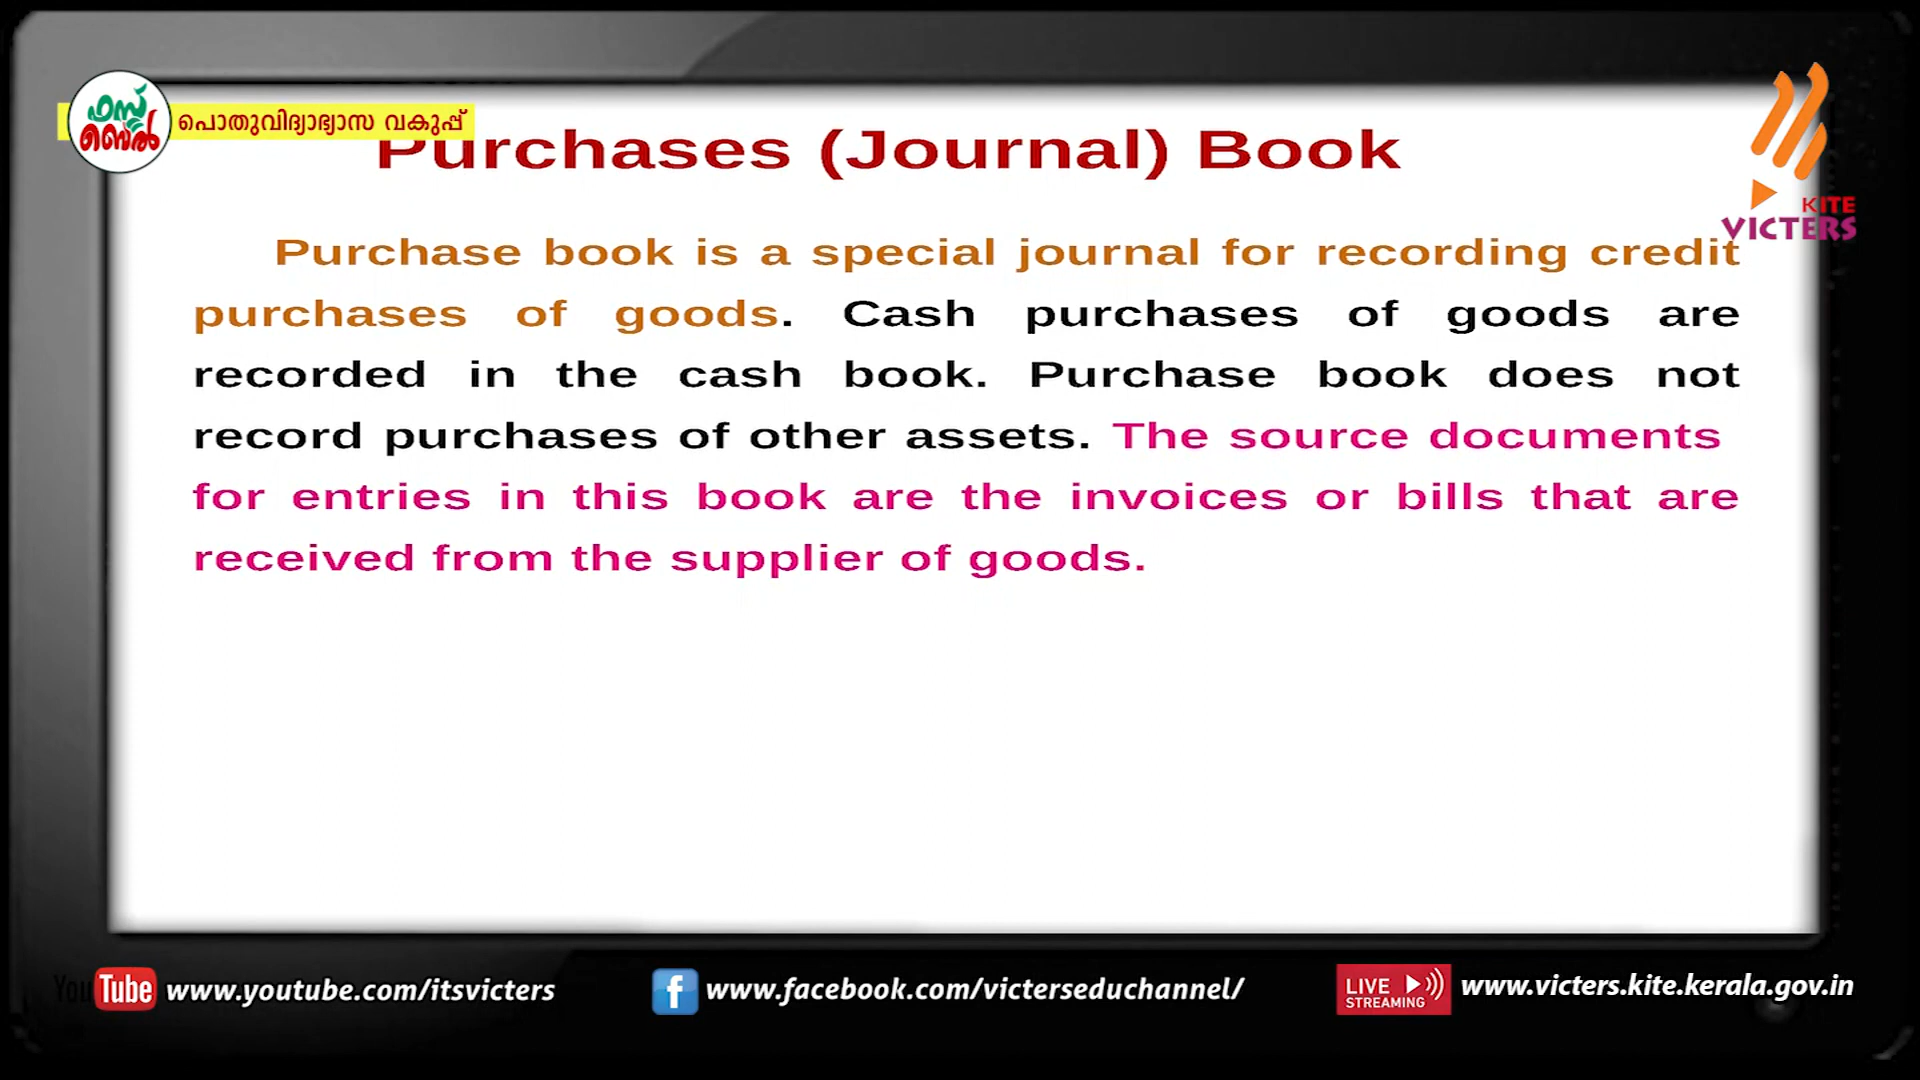 ഫസ്റ്റ്
ബെൽ
പൊതുവിദ്യാഭ്യാസ വകുപ്പ്
Purchases (Journal) Book
KITE
VICTERS
Purchase book is a special journal for recording credit
purchases of goods. Cash purchases of goods are
recorded in the cash book. Purchase book does not
record purchases of other assets. The source documents
for entries in this book are the invoices or bills that are
received from the supplier of goods.
You Tube www.youtube.com/itsvicters
f www.facebook.com/victerseduchannel/
LIVE
STREAMING
www.victers.kite.kerala.gov.in